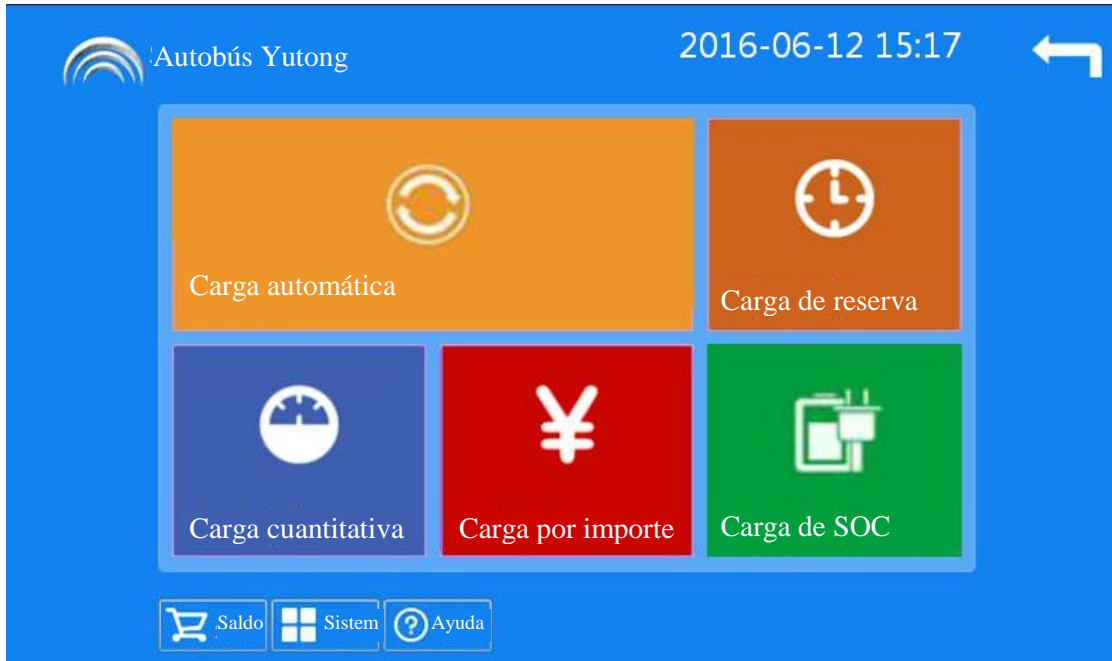 Autobús Yutong
2016-06-12 15:17
Carga automática
Carga de reserva
Carga cuantitativa
Carga por importe
Carga de SOC
Saldo
Sistem
Ayuda